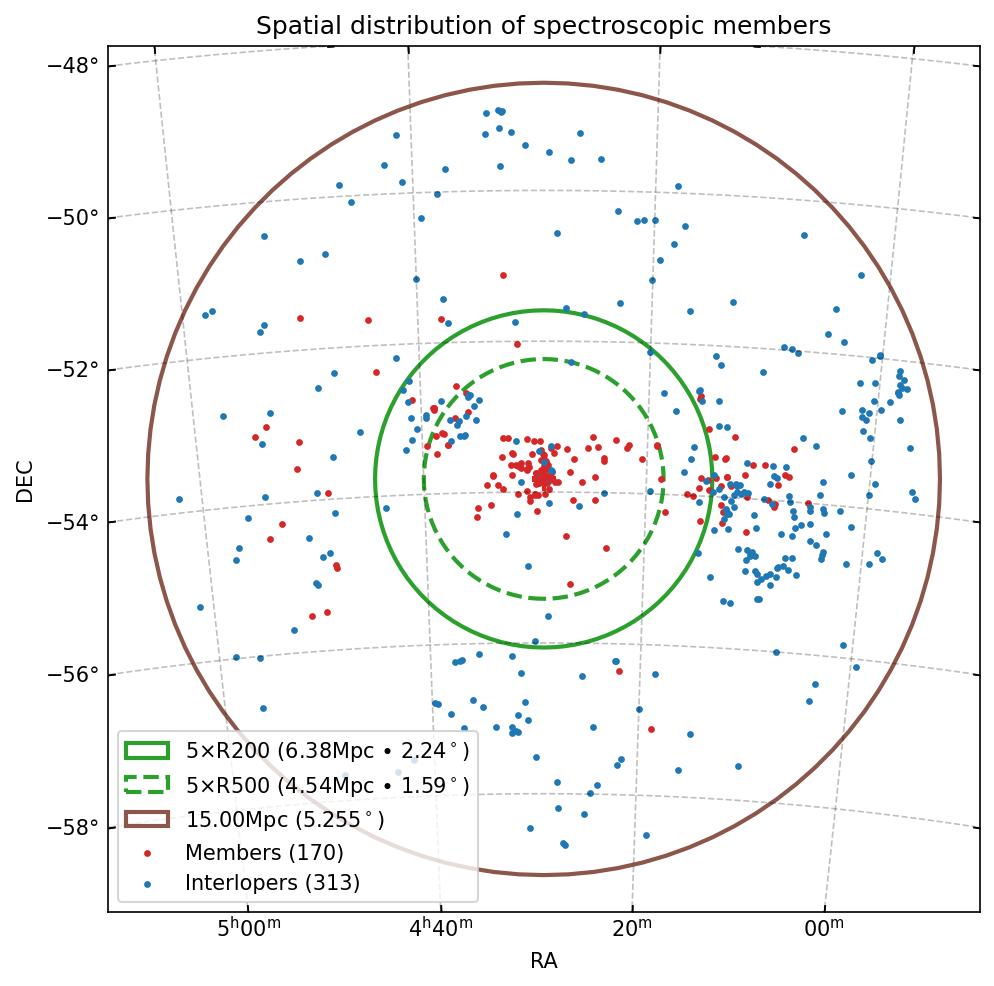 Spatial distribution of spectroscopic members
−48°
−50°
−52°
−54°
−56°
−58°
DEC
5×R200 (6.38Mpc • 2.24°)
5×R500 (4.54Mpc • 1.59°)
15.00Mpc (5.255°)
Members (170)
Interlopers (313)
5ʰ00ᵐ 4ʰ40ᵐ 20ᵐ 00ᵐ
RA